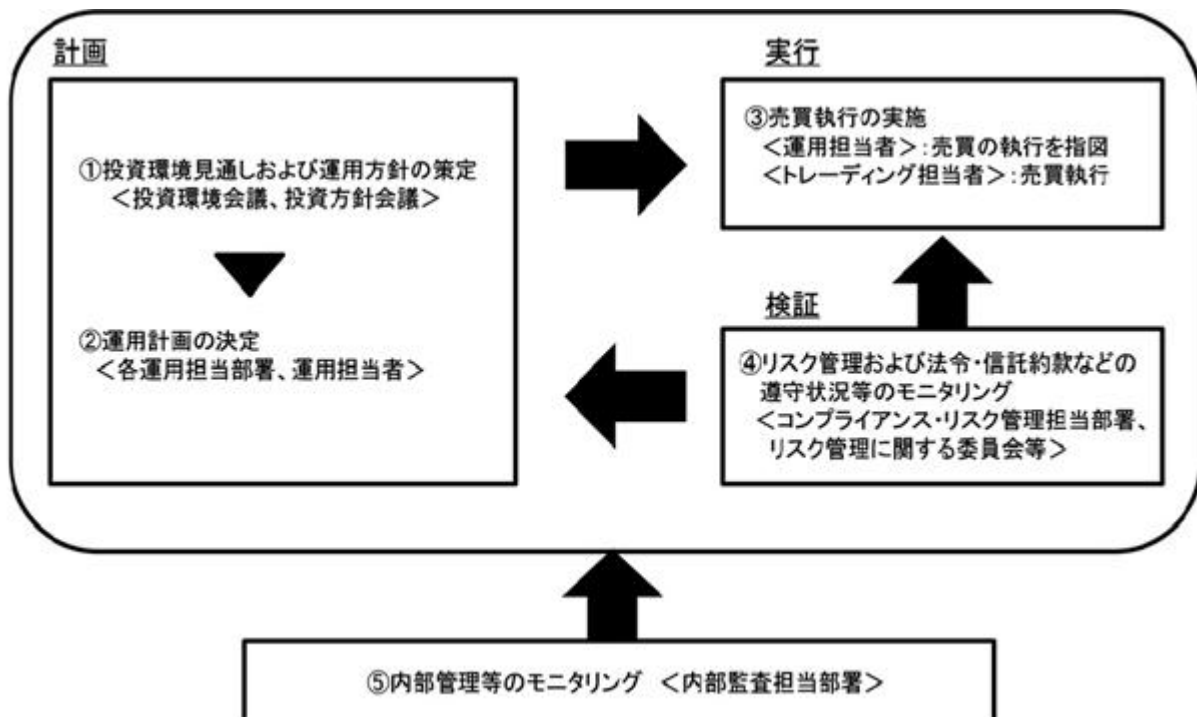 計画
①投資環境見通しおよび運用方針の策定
＜投資環境会議、投資方針会議＞
②運用計画の決定
＜各運用担当部署、運用担当者＞
実行
③売買執行の実施
＜運用担当者＞：売買の執行を指図
＜トレーディング担当者＞：売買執行
検証
④リスク管理および法令・信託約款などの
遵守状況等のモニタリング
＜コンプライアンス・リスク管理担当部署、
リスク管理に関する委員会等＞
⑤内部管理等のモニタリング　＜内部監査担当部署＞